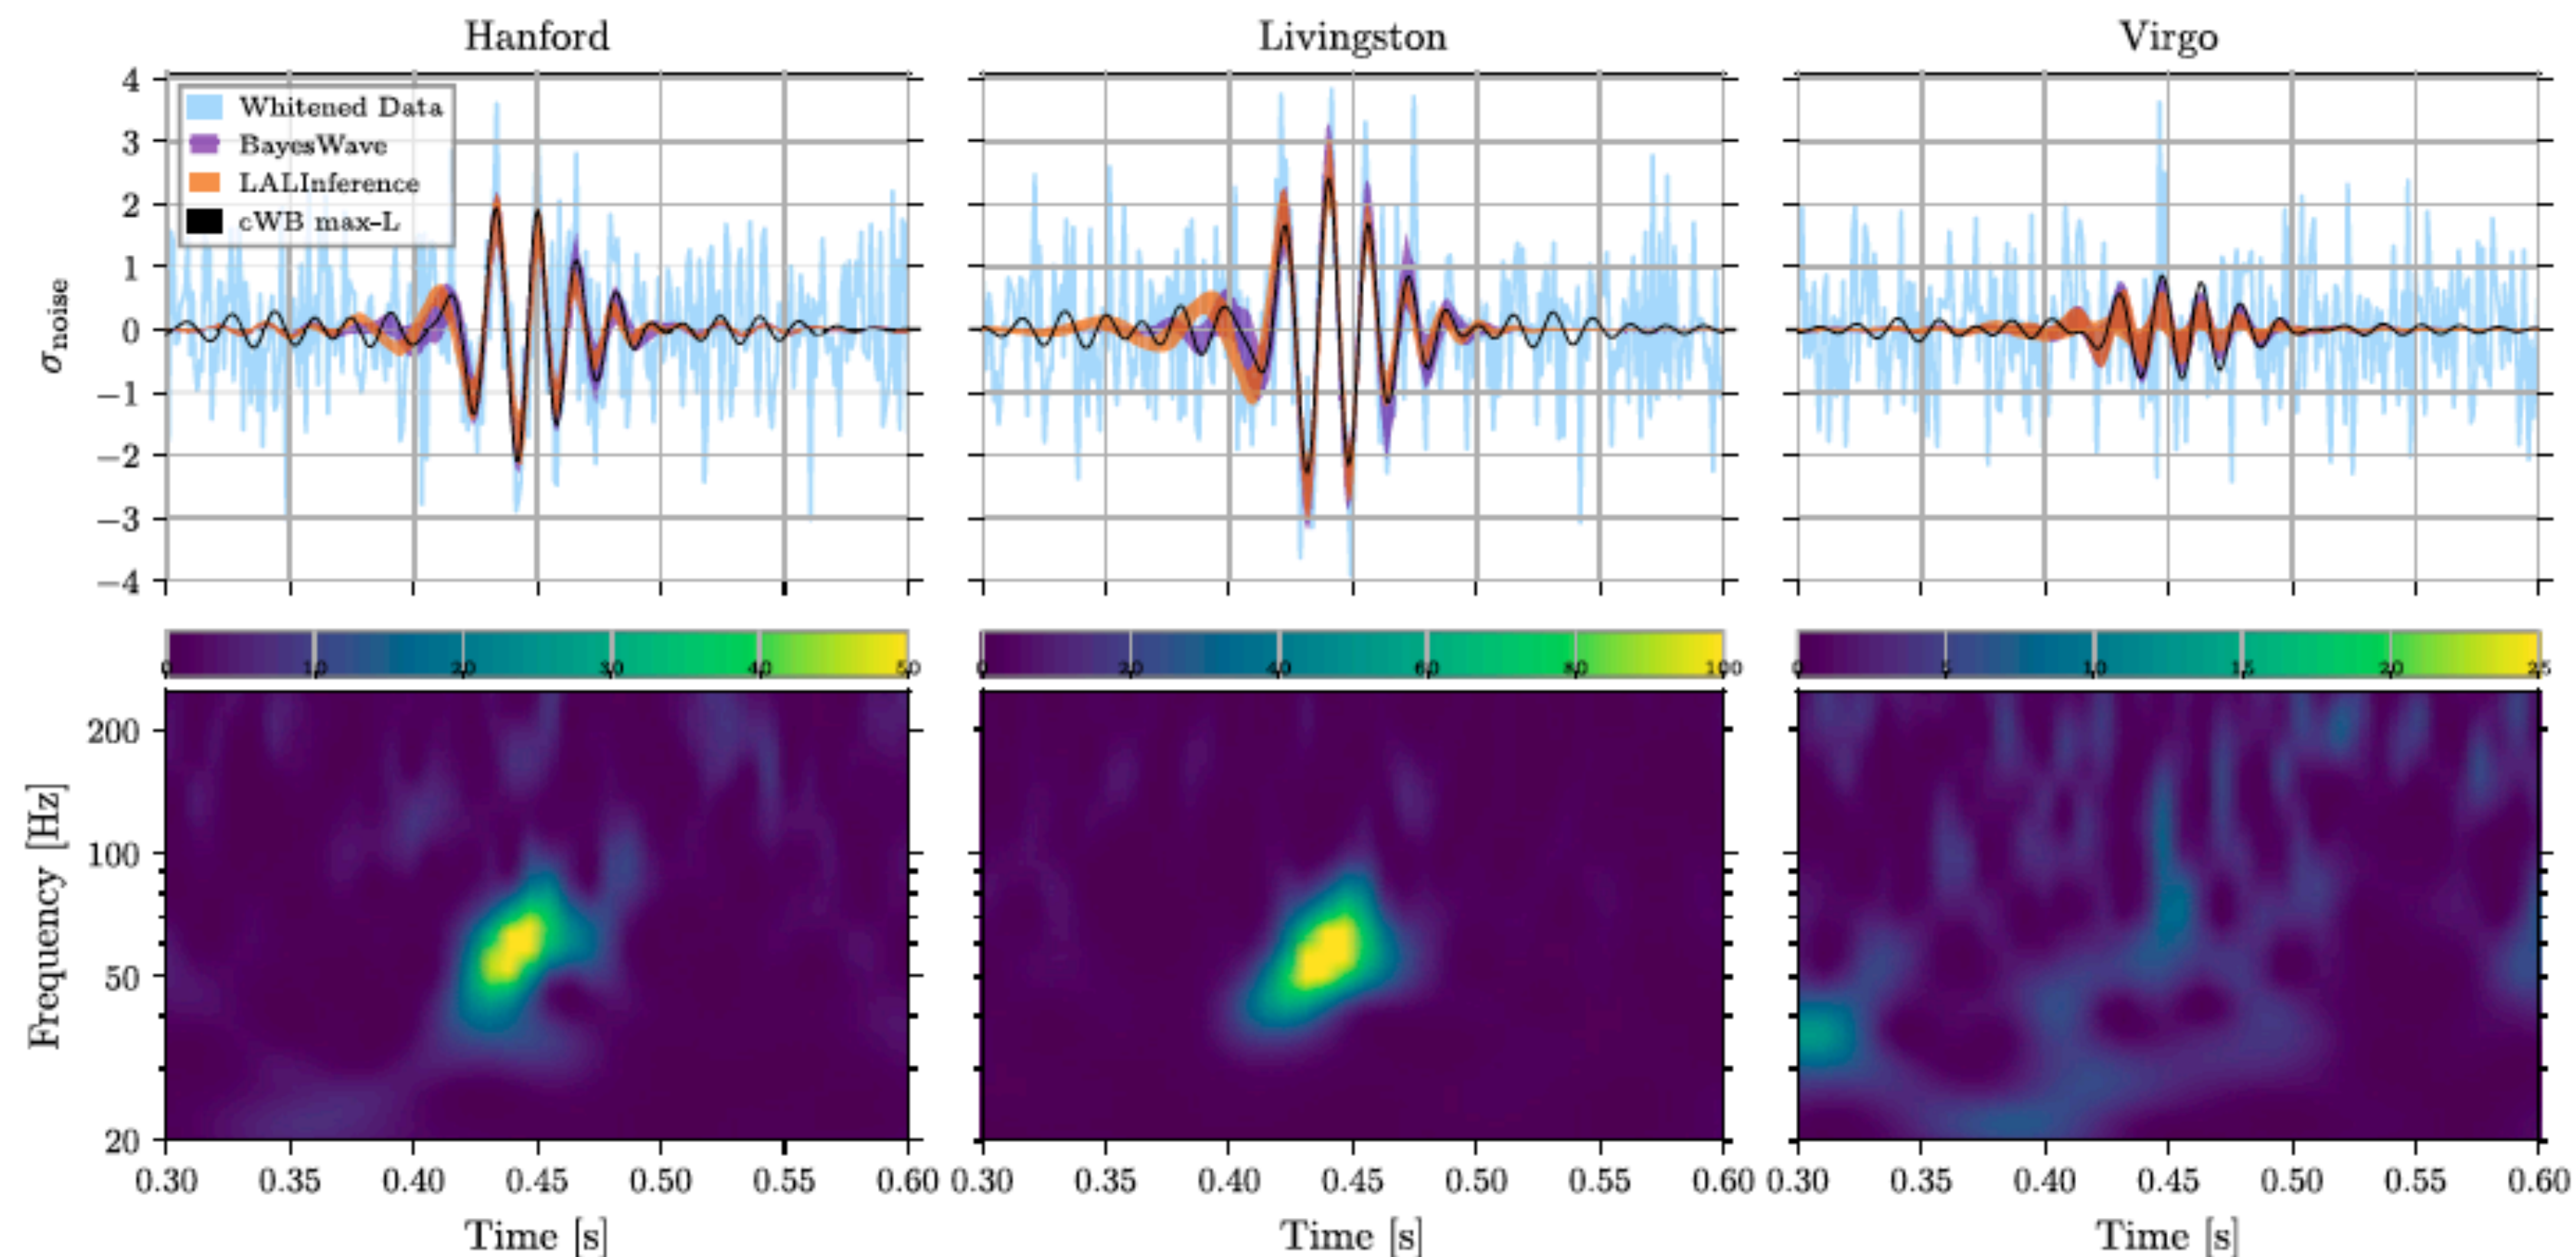 Hanford Livingston Virgo
4
3
2
1
0
−1
−2
−3
−4
σnoise
Whitened Data
BayesWave
LALInference
cWB max-L
0 10 20 30 40 50
0 20 40 60 80 100
0 5 10 15 20 25
200
100
50
20
Frequency [Hz]
0.30 0.35 0.40 0.45 0.50 0.55 0.60
0.30 0.35 0.40 0.45 0.50 0.55 0.60
0.30 0.35 0.40 0.45 0.50 0.55 0.60
Time [s] Time [s] Time [s]